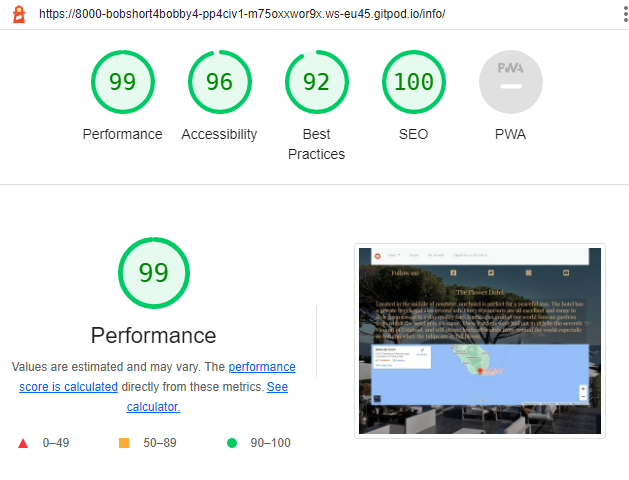 https://8000-bobshort4bobby4-pp4civ1-m75oxxwor9x.ws-eu45.gitpod.io/info/
99
96
92
100
PWA
Performance
Accessibility
Best
Practices
SEO
PWA
99
Performance
Values are estimated and may vary. The performance
score is calculated directly from these metrics. See
calculator.
0–49
50–89
90–100
Follow us:
The Flower Hotel